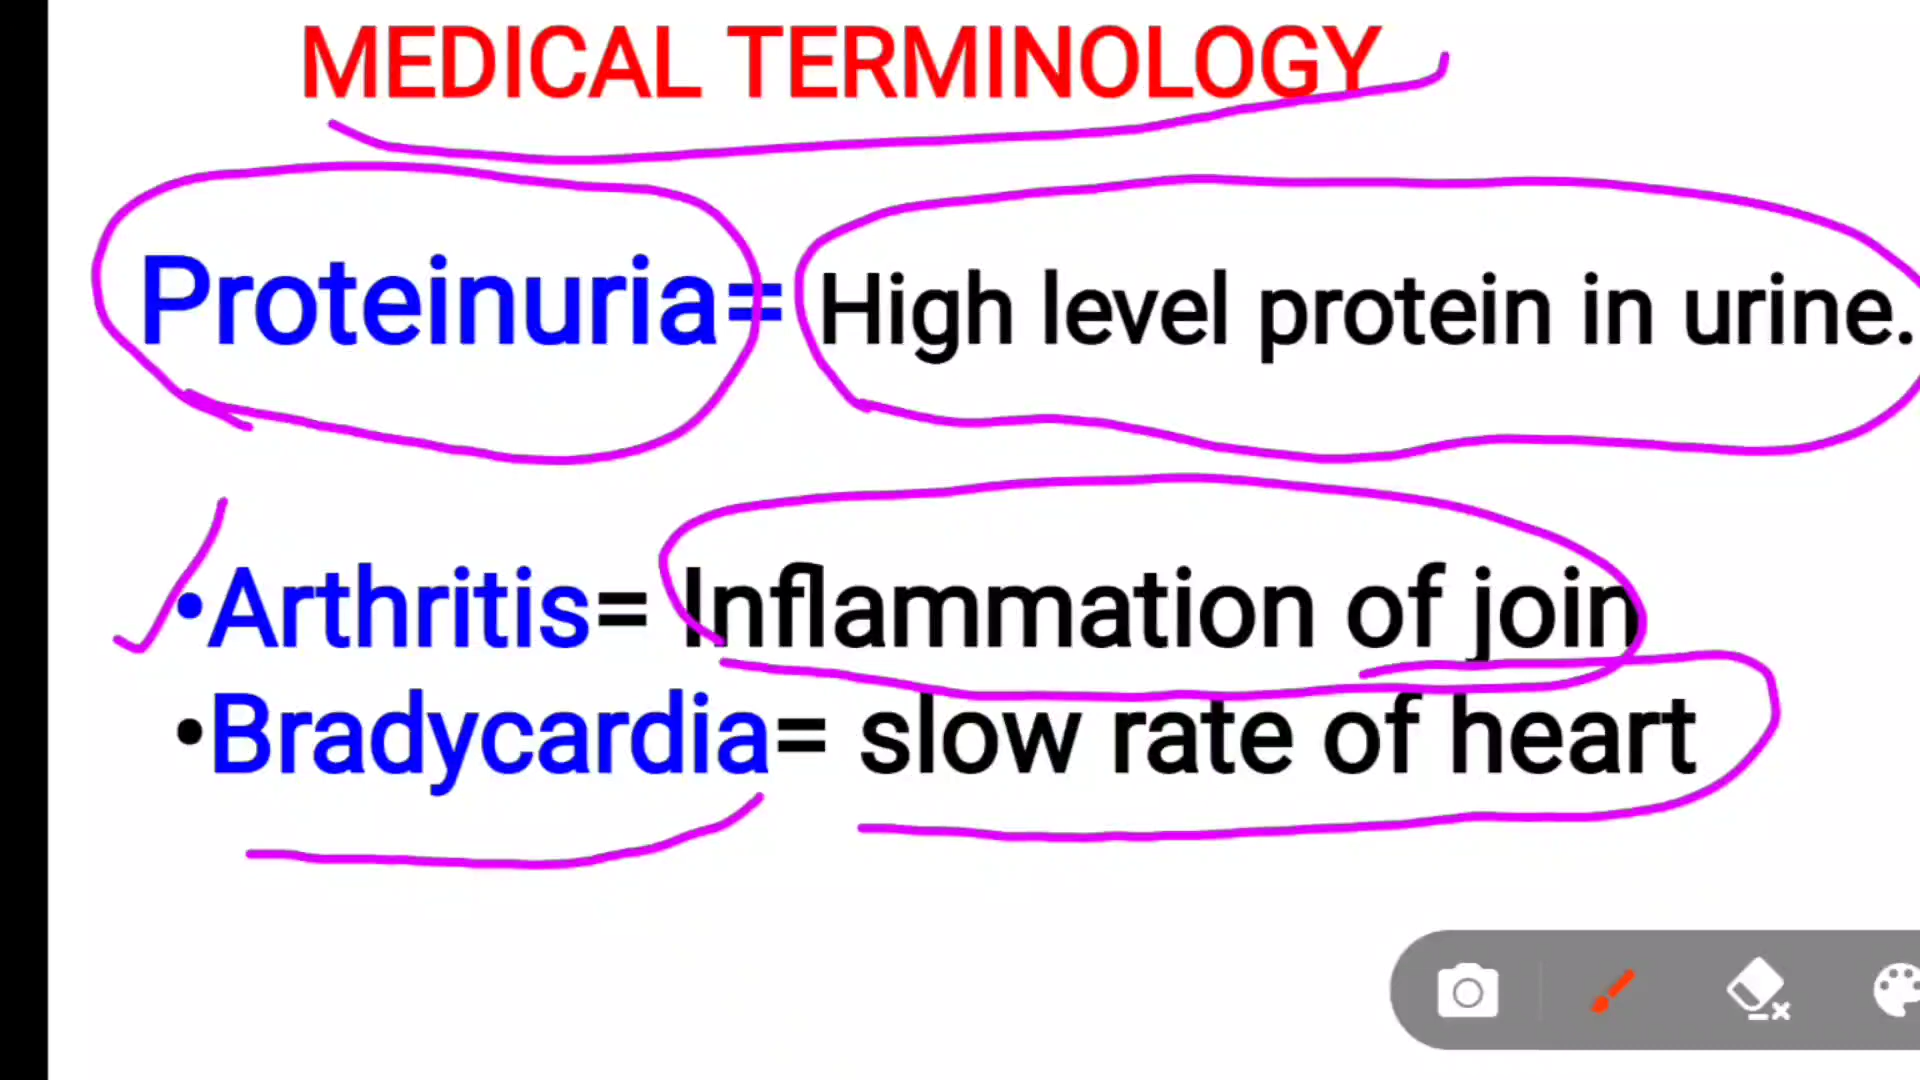 MEDICAL TERMINOLOGY
Proteinuria= High level protein in urine.
•Arthritis= Inflammation of join
•Bradycardia= slow rate of heart